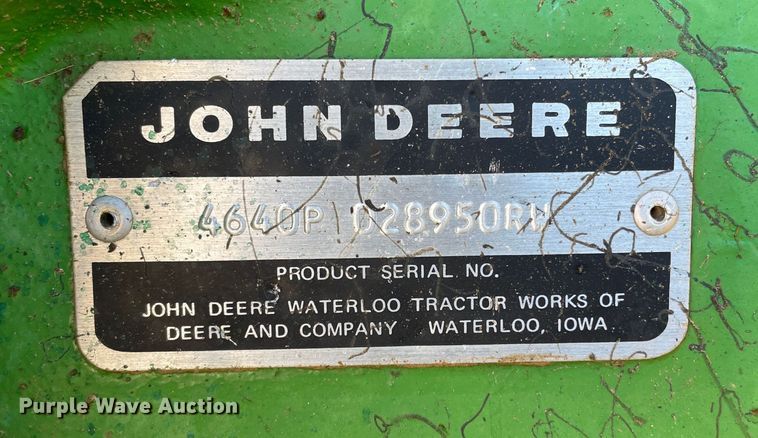 JOHN DEERE
4640P 028950RW
PRODUCT SERIAL NO.
JOHN DEERE WATERLOO TRACTOR WORKS OF
DEERE AND COMPANY WATERLOO, IOWA
Purple Wave Auction